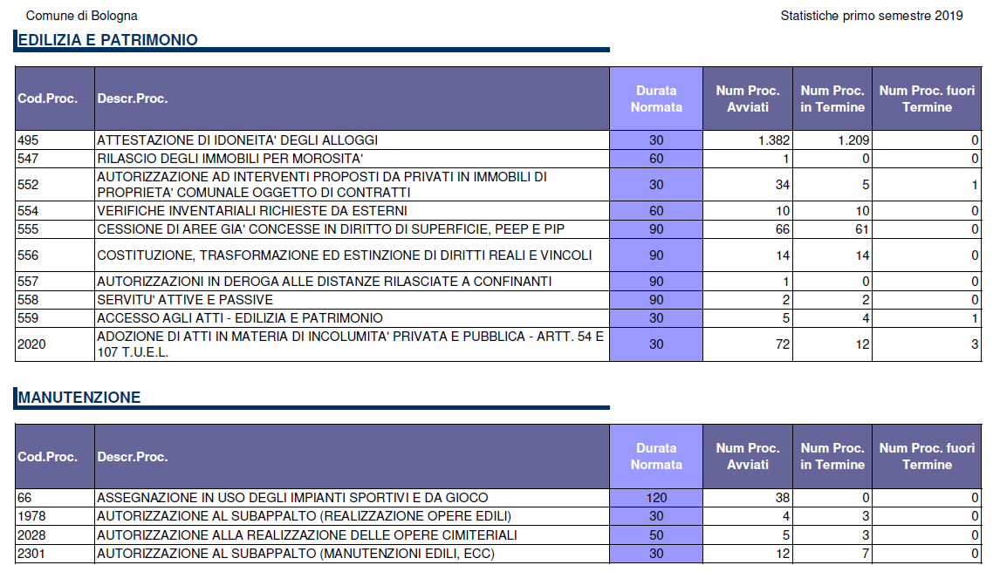 Comune di Bologna Statistiche primo semestre 2019
EDILIZIA E PATRIMONIO
Cod.Proc. Descr.Proc. Durata Normata Num Proc. Avviati Num Proc. in Termine Num Proc. fuori Termine
495 ATTESTAZIONE DI IDONEITA' DEGLI ALLOGGI 30 1.382 1.209 0
547 RILASCIO DEGLI IMMOBILI PER MOROSITA' 60 1 0 0
552 AUTORIZZAZIONE AD INTERVENTI PROPOSTI DA PRIVATI IN IMMOBILI DI
PROPRIETA' COMUNALE OGGETTO DI CONTRATTI 30 34 5 1
554 VERIFICHE INVENTARIALI RICHIESTE DA ESTERNI 60 10 10 0
555 CESSIONE DI AREE GIA' CONCESSE IN DIRITTO DI SUPERFICIE, PEEP E PIP 90 66 61 0
556 COSTITUZIONE, TRASFORMAZIONE ED ESTINZIONE DI DIRITTI REALI E VINCOLI 90 14 14 0
557 AUTORIZZAZIONI IN DEROGA ALLE DISTANZE RILASCIATE A CONFINANTI 90 1 0 0
558 SERVITU' ATTIVE E PASSIVE 90 2 2 0
559 ACCESSO AGLI ATTI - EDILIZIA E PATRIMONIO 30 5 4 1
2020 ADOZIONE DI ATTI IN MATERIA DI INCOLUMITA' PRIVATA E PUBBLICA - ARTT. 54 E
107 T.U.E.L. 30 72 12 3
MANUTENZIONE
Cod.Proc. Descr.Proc. Durata Normata Num Proc. Avviati Num Proc. in Termine Num Proc. fuori Termine
66 ASSEGNAZIONE IN USO DEGLI IMPIANTI SPORTIVI E DA GIOCO 120 38 0 0
1978 AUTORIZZAZIONE AL SUBAPPALTO (REALIZZAZIONE OPERE EDILI) 30 4 3 0
2028 AUTORIZZAZIONE ALLA REALIZZAZIONE DELLE OPERE CIMITERIALI 50 5 3 0
2301 AUTORIZZAZIONE AL SUBAPPALTO (MANUTENZIONI EDILI, ECC) 30 12 7 0